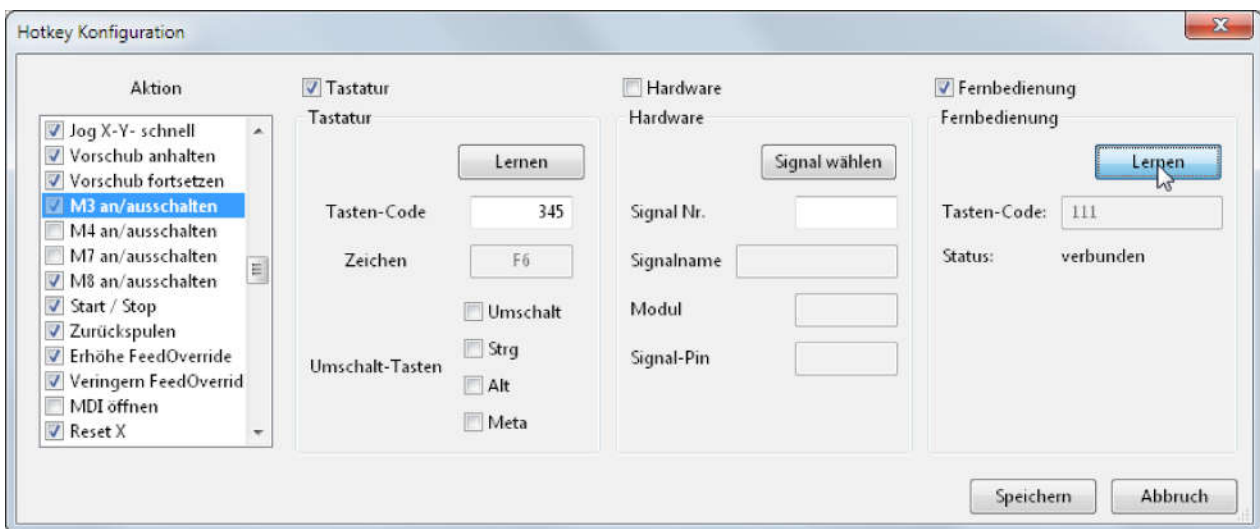 Hotkey Konfiguration
Aktion
Jog X-Y- schnell
Vorschub anhalten
Vorschub fortsetzen
M3 an/ausschalten
M4 an/ausschalten
M7 an/ausschalten
M8 an/ausschalten
Start / Stop
Zurückspulen
Erhöhe FeedOverride
Veringern FeedOverrid
MDI öffnen
Reset X
Tastatur
Tastatur
Lernen
Tasten-Code 345
Zeichen F6
Umschalt-Tasten
Umschalt
Strg
Alt
Meta
Hardware
Hardware
Signal wählen
Signal Nr.
Signalname
Modul
Signal-Pin
Fernbedienung
Fernbedienung
Lernen
Tasten-Code: 111
Status: verbunden
Speichern Abbruch